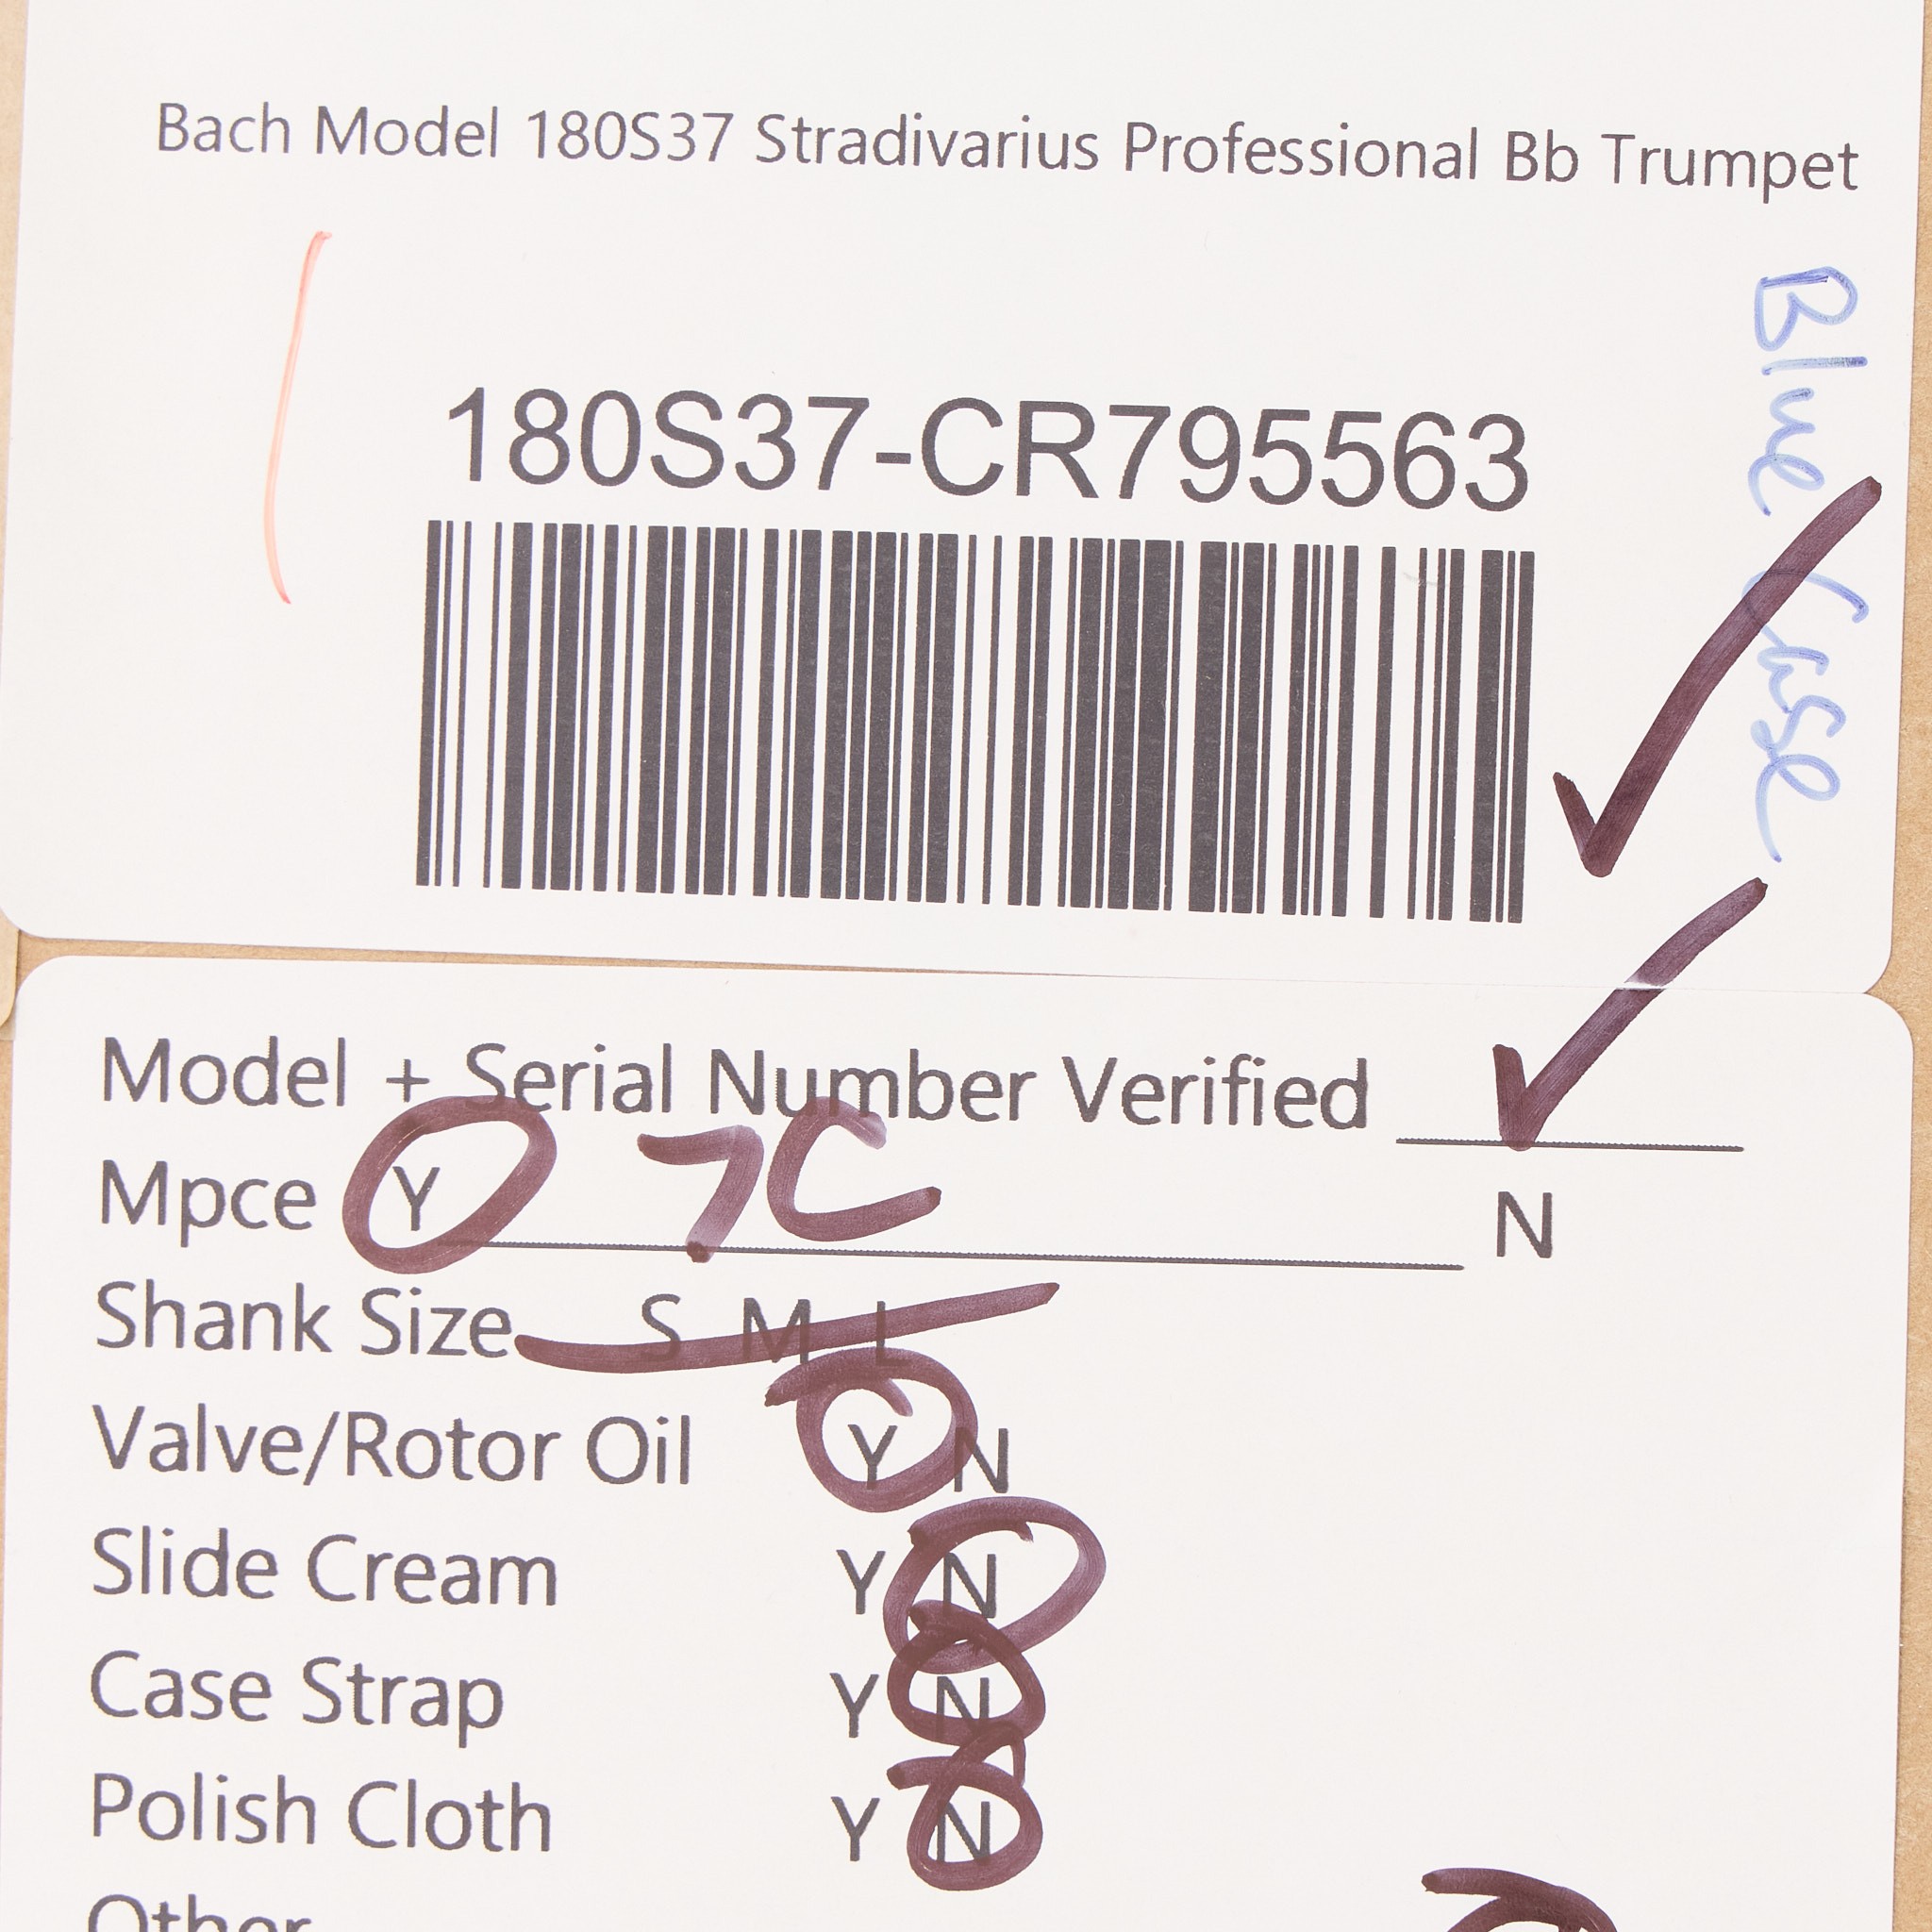 Bach Model 180S37 Stradivarius Professional Bb Trumpet
Blue Case
180S37-CR795563
Model + Serial Number Verified
Mpce Y 7C N
Shank Size S M L
Valve/Rotor Oil Y N
Slide Cream Y N
Case Strap Y N
Polish Cloth Y N
Other